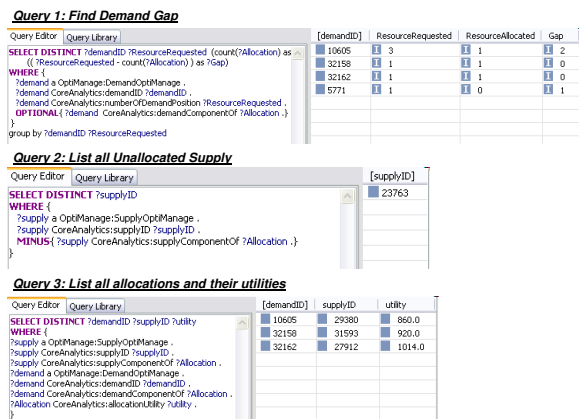 Query 1: Find Demand Gap
Query Editor Query Library
SELECT DISTINCT ?demandID ?ResourceRequested (count(?Allocation) as
(( ?ResourceRequested - count(?Allocation) ) as ?Gap)
WHERE {
?demand a OptiManage:DemandOptiManage .
?demand CoreAnalytics:demandID ?demandID .
?demand CoreAnalytics:numberOfDemandPosition ?ResourceRequested .
OPTIONAL{ ?demand CoreAnalytics:demandComponentOf ?Allocation .}
}
group by ?demandID ?ResourceRequested
[demandID] ResourceRequested ResourceAllocated Gap
10605 3 1 2
32158 1 1 0
32162 1 1 0
5771 1 0 1
Query 2: List all Unallocated Supply
Query Editor Query Library
SELECT DISTINCT ?supplyID
WHERE {
?supply a OptiManage:SupplyOptiManage .
?supply CoreAnalytics:supplyID ?supplyID .
MINUS{ ?supply CoreAnalytics:supplyComponentOf ?Allocation .}
}
[supplyID]
23763
Query 3: List all allocations and their utilities
Query Editor Query Library
SELECT DISTINCT ?demandID ?supplyID ?utility
WHERE {
?supply a OptiManage:SupplyOptiManage .
?supply CoreAnalytics:supplyID ?supplyID .
?supply CoreAnalytics:supplyComponentOf ?Allocation .
?demand a OptiManage:DemandOptiManage .
?demand CoreAnalytics:demandID ?demandID .
?demand CoreAnalytics:demandComponentOf ?Allocation .
?Allocation CoreAnalytics:allocationUtility ?utility .
}
[demandID] supplyID utility
10605 29380 860.0
32158 31593 920.0
32162 27912 1014.0